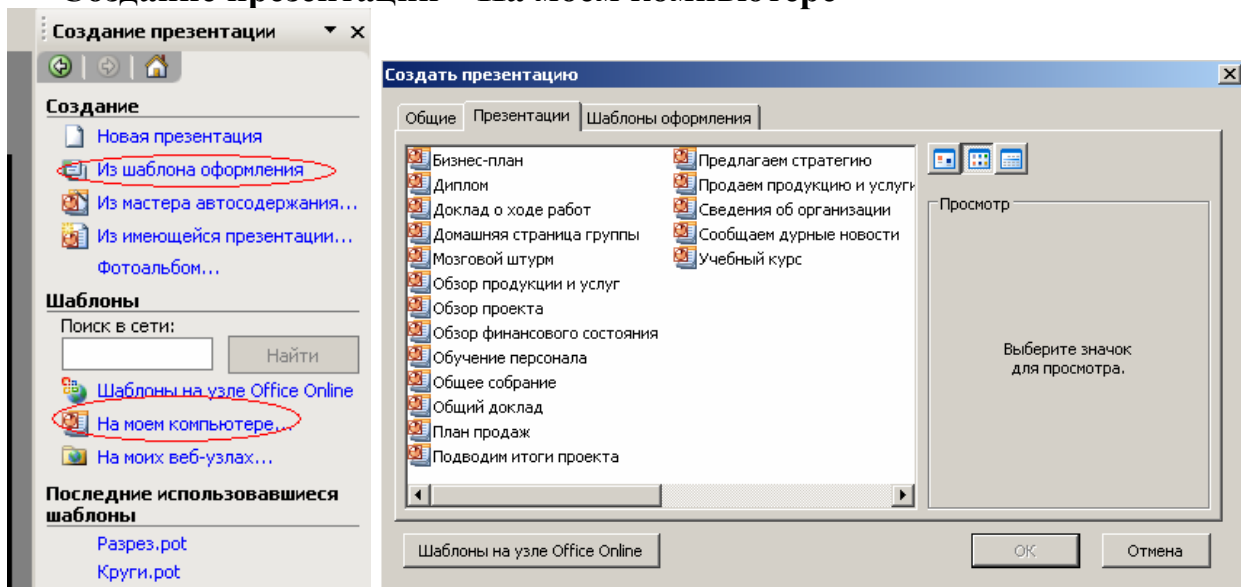 Создание презентации – На моем компьютере
Создание презентации
Создание
Новая презентация
Из шаблона оформления
Из мастера автосодержания...
Из имеющейся презентации...
Фотоальбом...
Шаблоны
Поиск в сети:
Найти
Шаблоны на узле Office Online
На моем компьютере...
На моих веб-узлах...
Последние использовавшиеся
шаблоны
Разрез.pot
Круги.pot
Создать презентацию
Общие Презентации Шаблоны оформления
Бизнес-план
Диплом
Доклад о ходе работ
Домашняя страница группы
Мозговой штурм
Обзор продукции и услуг
Обзор проекта
Обзор финансового состояния
Обучение персонала
Общее собрание
Общий доклад
План продаж
Подводим итоги проекта
Предлагаем стратегию
Продаем продукцию и услуги
Сведения об организации
Сообщаем дурные новости
Учебный курс
Просмотр
Выберите значок
для просмотра.
Шаблоны на узле Office Online
ОК
Отмена